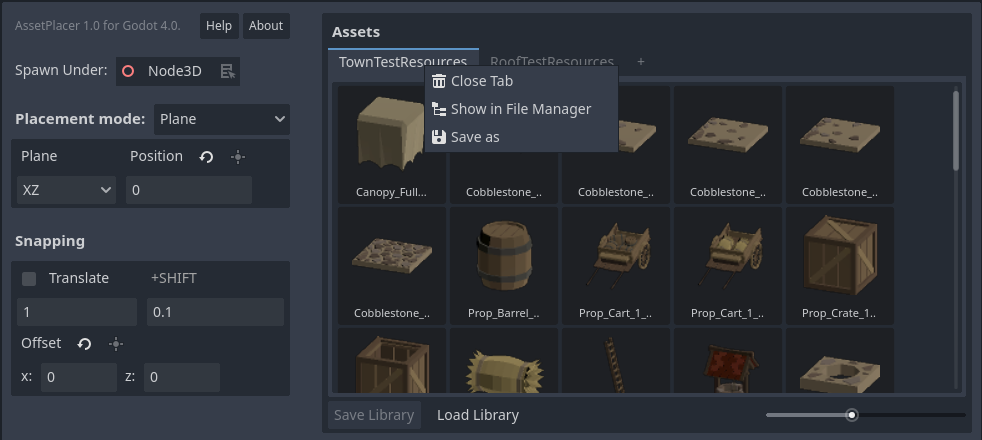 AssetPlacer 1.0 for Godot 4.0.
Help
About
Spawn Under:
Node3D
Placement mode:
Plane
Plane
Position
XZ
0
Snapping
Translate
+SHIFT
1
0.1
Offset
x:
0
z:
0
Assets
TownTestResources
RoofTestResources
+
Close Tab
Show in File Manager
Save as
Canopy_Full...
Cobblestone_..
Cobblestone_..
Cobblestone_..
Cobblestone_..
Cobblestone_..
Prop_Barrel_..
Prop_Cart_1_..
Prop_Cart_1_..
Prop_Crate_1..
Save Library
Load Library